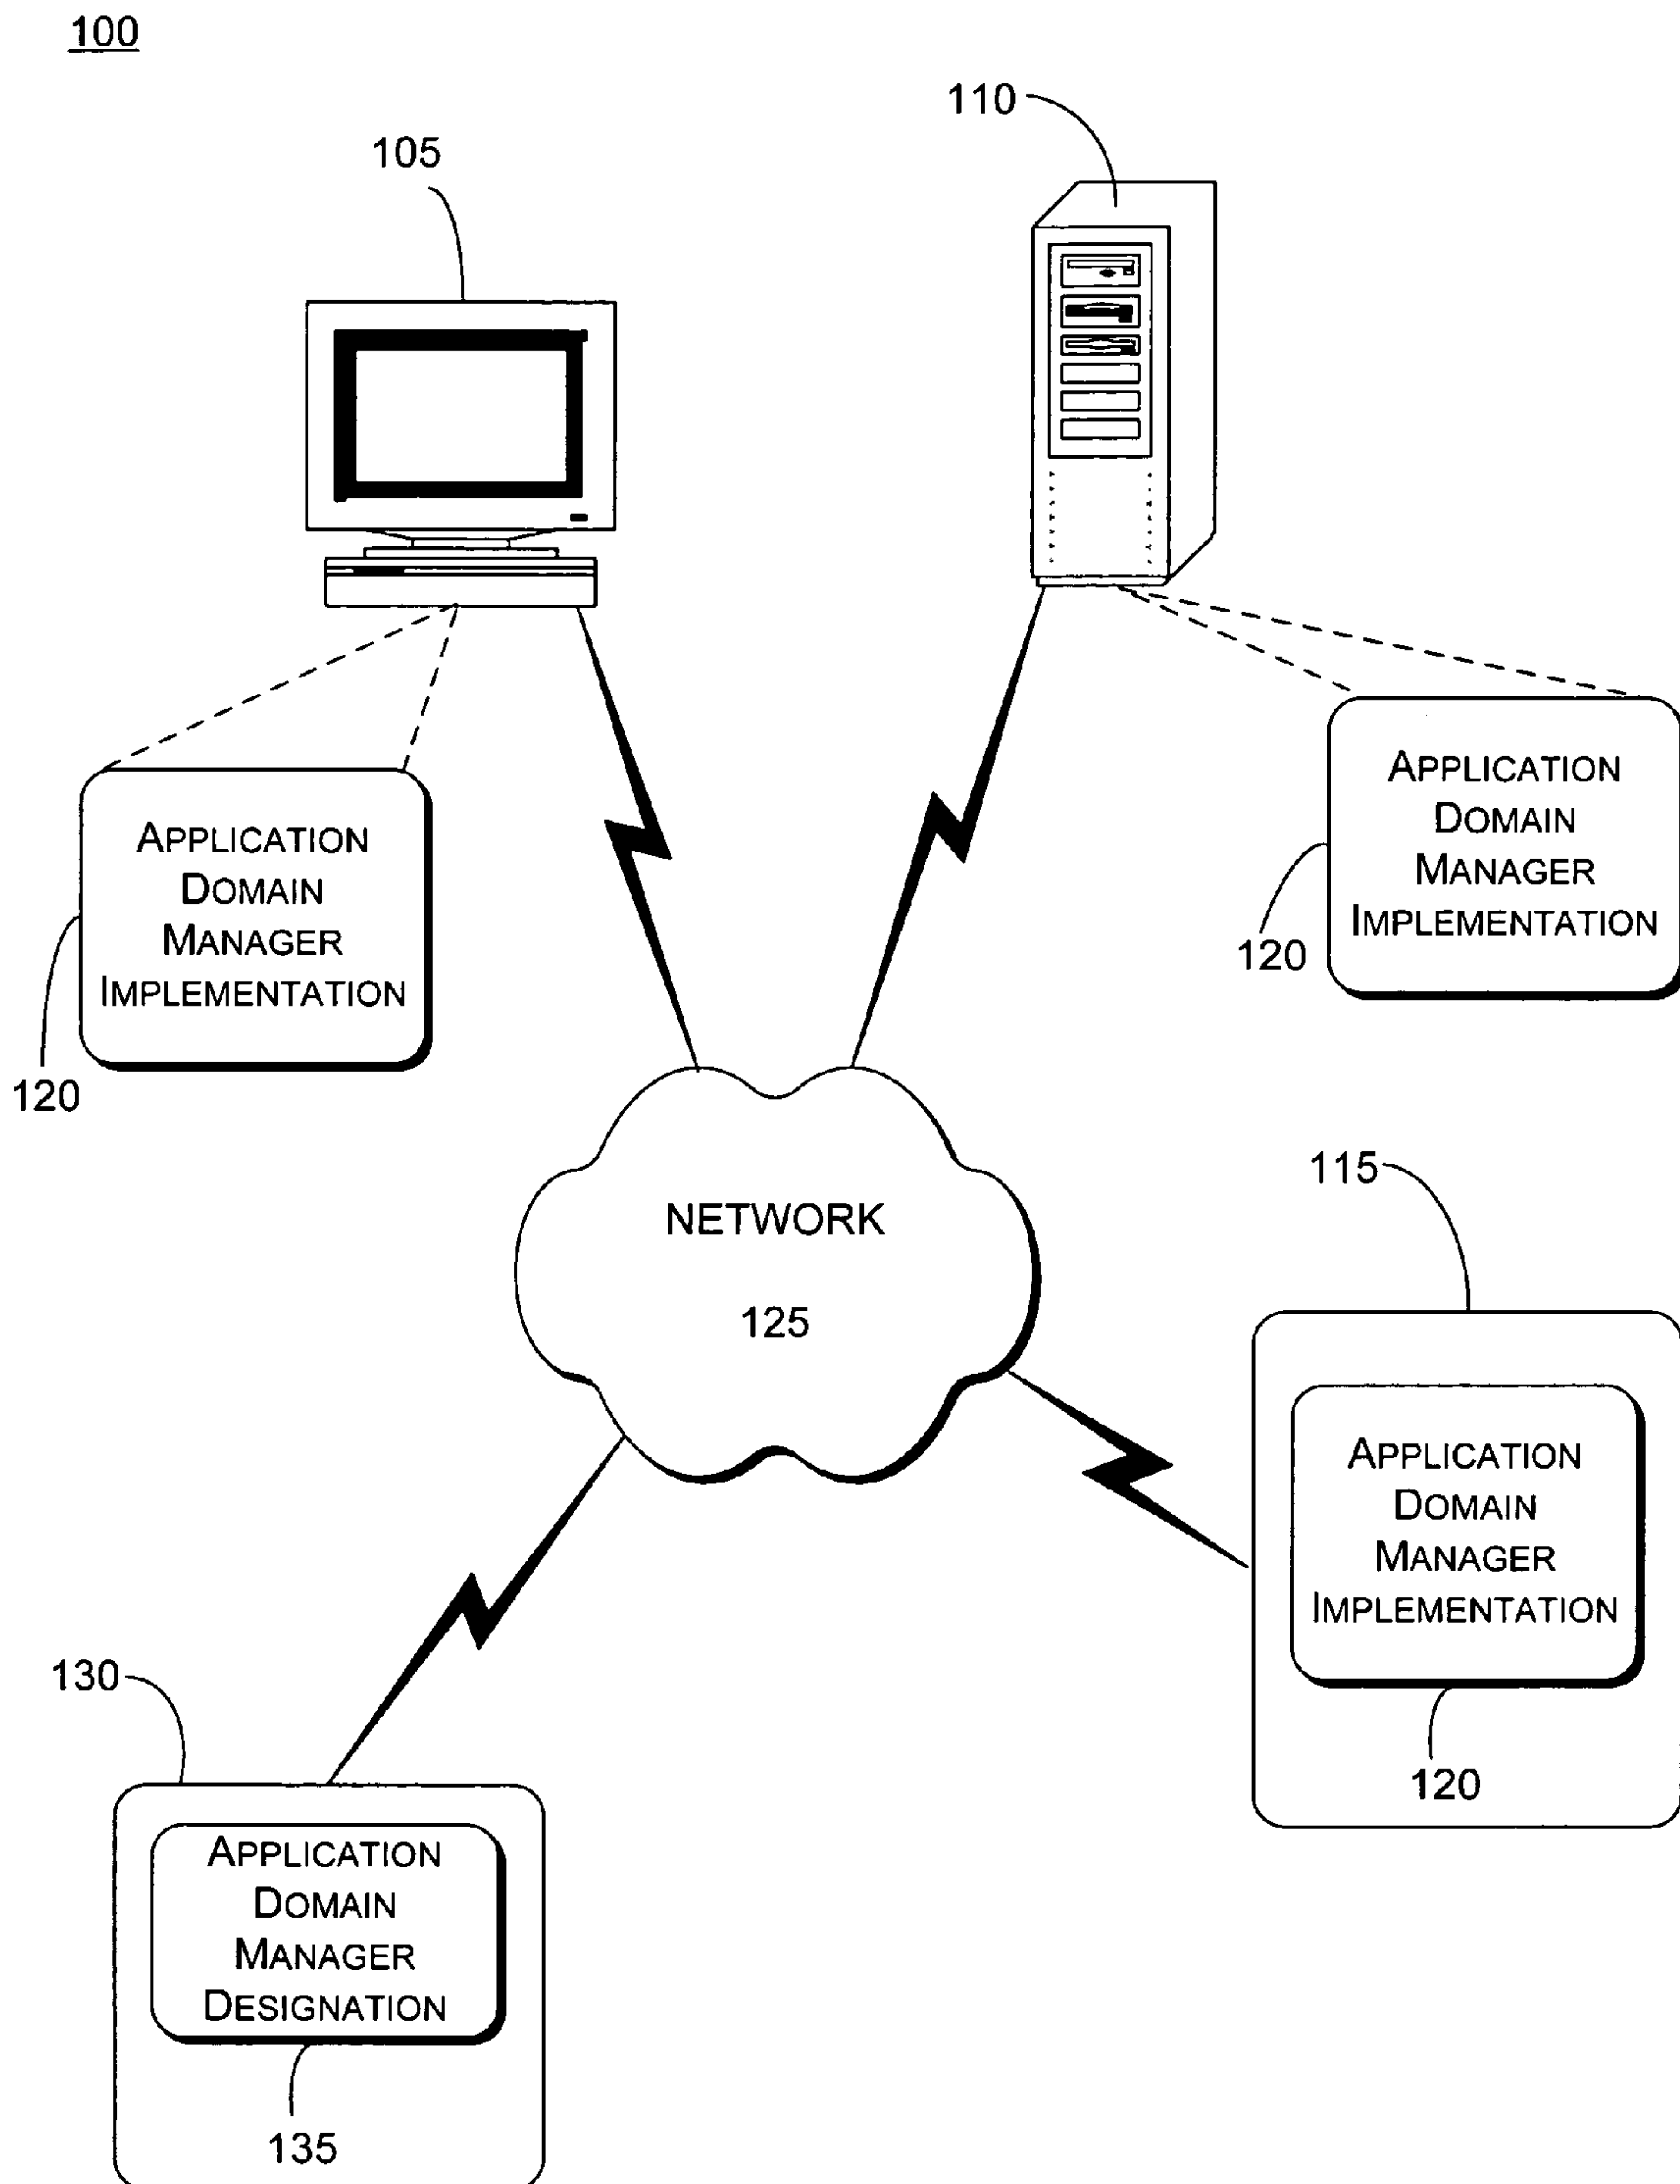 100
110
105
APPLICATION
DOMAIN
MANAGER
IMPLEMENTATION
120
APPLICATION
DOMAIN
MANAGER
IMPLEMENTATION
120
NETWORK
125
115
APPLICATION
DOMAIN
MANAGER
IMPLEMENTATION
120
130
APPLICATION
DOMAIN
MANAGER
DESIGNATION
135